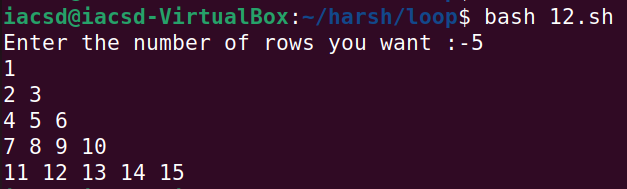 iacsd@iacsd-VirtualBox:~/harsh/loop$ bash 12.sh
Enter the number of rows you want :-5
1
2 3
4 5 6
7 8 9 10
11 12 13 14 15